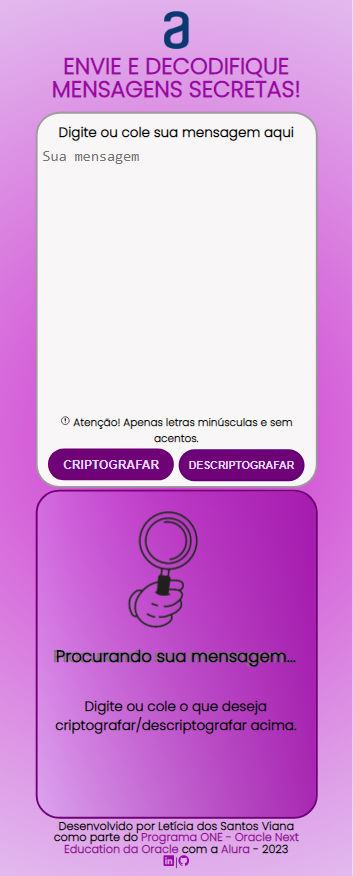 a
ENVIE E DECODIFIQUE
MENSAGENS SECRETAS!
Digite ou cole sua mensagem aqui
Sua mensagem
Atenção! Apenas letras minúsculas e sem
acentos.
CRIPTOGRAFAR DESCRIPTOGRAFAR
Procurando sua mensagem...
Digite ou cole o que deseja
criptografar/descriptografar acima.
Desenvolvido por Letícia dos Santos Viana
como parte do Programa ONE - Oracle Next
Education da Oracle com a Alura - 2023
in |